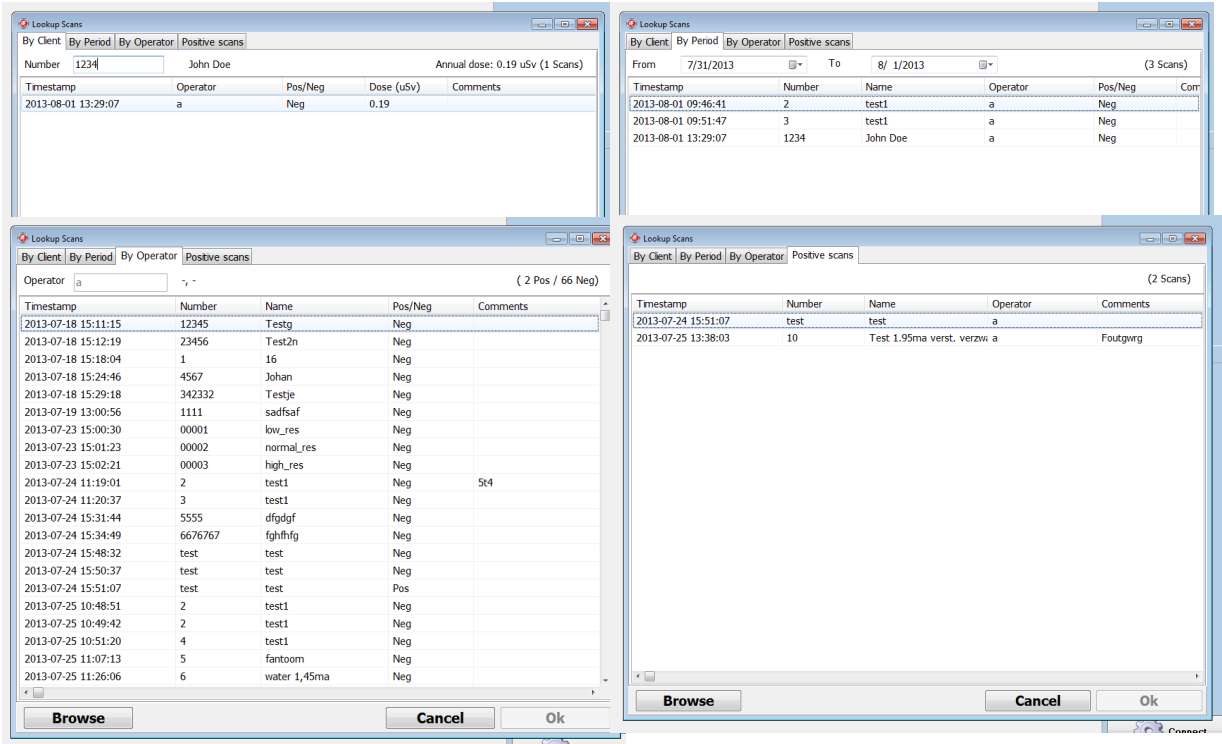 Lookup Scans
By Client By Period By Operator Positive scans
Number 1234 John Doe Annual dose: 0.19 uSv (1 Scans)
Timestamp Operator Pos/Neg Dose (uSv) Comments
2013-08-01 13:29:07 a Neg 0.19
Lookup Scans
By Client By Period By Operator Positive scans
From 7/31/2013 To 8/ 1/2013 (3 Scans)
Timestamp Number Name Operator Pos/Neg Com
2013-08-01 09:46:41 2 test1 a Neg
2013-08-01 09:51:47 3 test1 a Neg
2013-08-01 13:29:07 1234 John Doe a Neg
Lookup Scans
By Client By Period By Operator Positive scans
Operator a -, - ( 2 Pos / 66 Neg)
Timestamp Number Name Pos/Neg Comments
2013-07-18 15:11:15 12345 Testg Neg
2013-07-18 15:12:19 23456 Test2n Neg
2013-07-18 15:18:04 1 16 Neg
2013-07-18 15:24:46 4567 Johan Neg
2013-07-18 15:29:18 342332 Testje Neg
2013-07-19 13:00:56 1111 sadfsaf Neg
2013-07-23 15:00:30 00001 low_res Neg
2013-07-23 15:01:23 00002 normal_res Neg
2013-07-23 15:02:21 00003 high_res Neg
2013-07-24 11:19:01 2 test1 Neg 5t4
2013-07-24 11:20:37 3 test1 Neg
2013-07-24 15:31:44 5555 dfgdgf Neg
2013-07-24 15:34:49 6676767 fghfhfg Neg
2013-07-24 15:48:32 test test Neg
2013-07-24 15:50:37 test test Neg
2013-07-24 15:51:07 test test Pos
2013-07-25 10:48:51 2 test1 Neg
2013-07-25 10:49:42 2 test1 Neg
2013-07-25 10:51:20 4 test1 Neg
2013-07-25 11:07:13 5 fantoom Neg
2013-07-25 11:26:06 6 water 1,45ma Neg
Browse Cancel Ok
Lookup Scans
By Client By Period By Operator Positive scans
(2 Scans)
Timestamp Number Name Operator Comments
2013-07-24 15:51:07 test test a
2013-07-25 13:38:03 10 Test 1.95ma verst. verzwa a Foutgwrg
Browse Cancel Ok
Connect